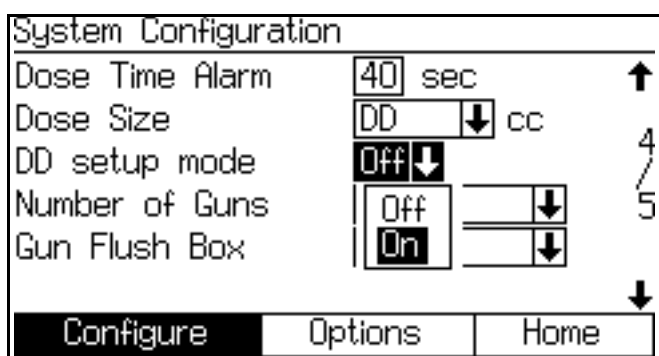 System Configuration
Dose Time Alarm 40 sec
Dose Size DD cc
DD setup mode Off
Number of Guns Off
Gun Flush Box On
4/5
Configure Options Home